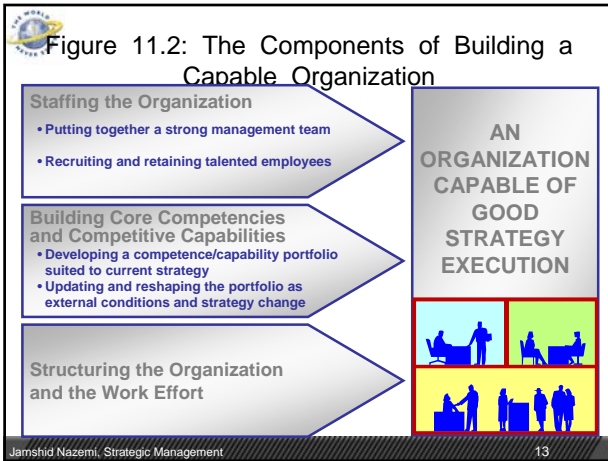 Figure 11.2: The Components of Building a
Capable Organization
Staffing the Organization
• Putting together a strong management team
• Recruiting and retaining talented employees
Building Core Competencies
and Competitive Capabilities
• Developing a competence/capability portfolio
suited to current strategy
• Updating and reshaping the portfolio as
external conditions and strategy change
Structuring the Organization
and the Work Effort
AN
ORGANIZATION
CAPABLE OF
GOOD
STRATEGY
EXECUTION
Jamshid Nazemi, Strategic Management
13